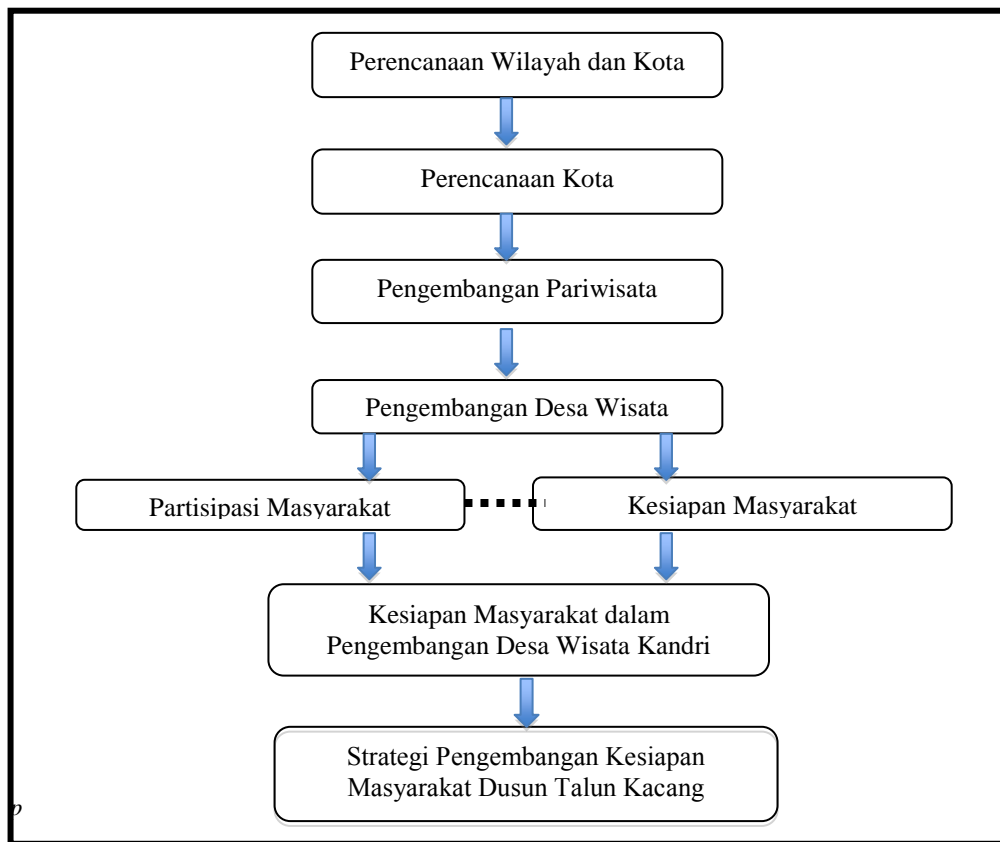 Perencanaan Wilayah dan Kota
Perencanaan Kota
Pengembangan Pariwisata
Pengembangan Desa Wisata
Partisipasi Masyarakat
Kesiapan Masyarakat
Kesiapan Masyarakat dalam
Pengembangan Desa Wisata Kandri
Strategi Pengembangan Kesiapan
Masyarakat Dusun Talun Kacang